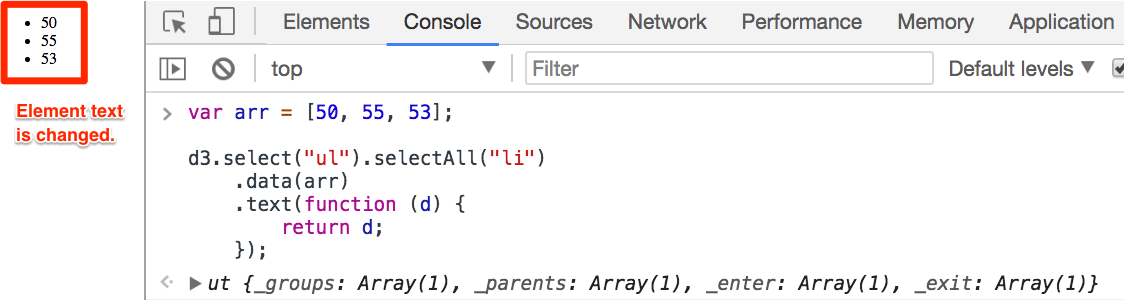 50
55
53
Element text
is changed.
Elements Console Sources Network Performance Memory Application
top Filter Default levels
var arr = [50, 55, 53];
d3.select("ul").selectAll("li")
.data(arr)
.text(function (d) {
return d;
});
ut {_groups: Array(1), _parents: Array(1), _enter: Array(1), _exit: Array(1)}